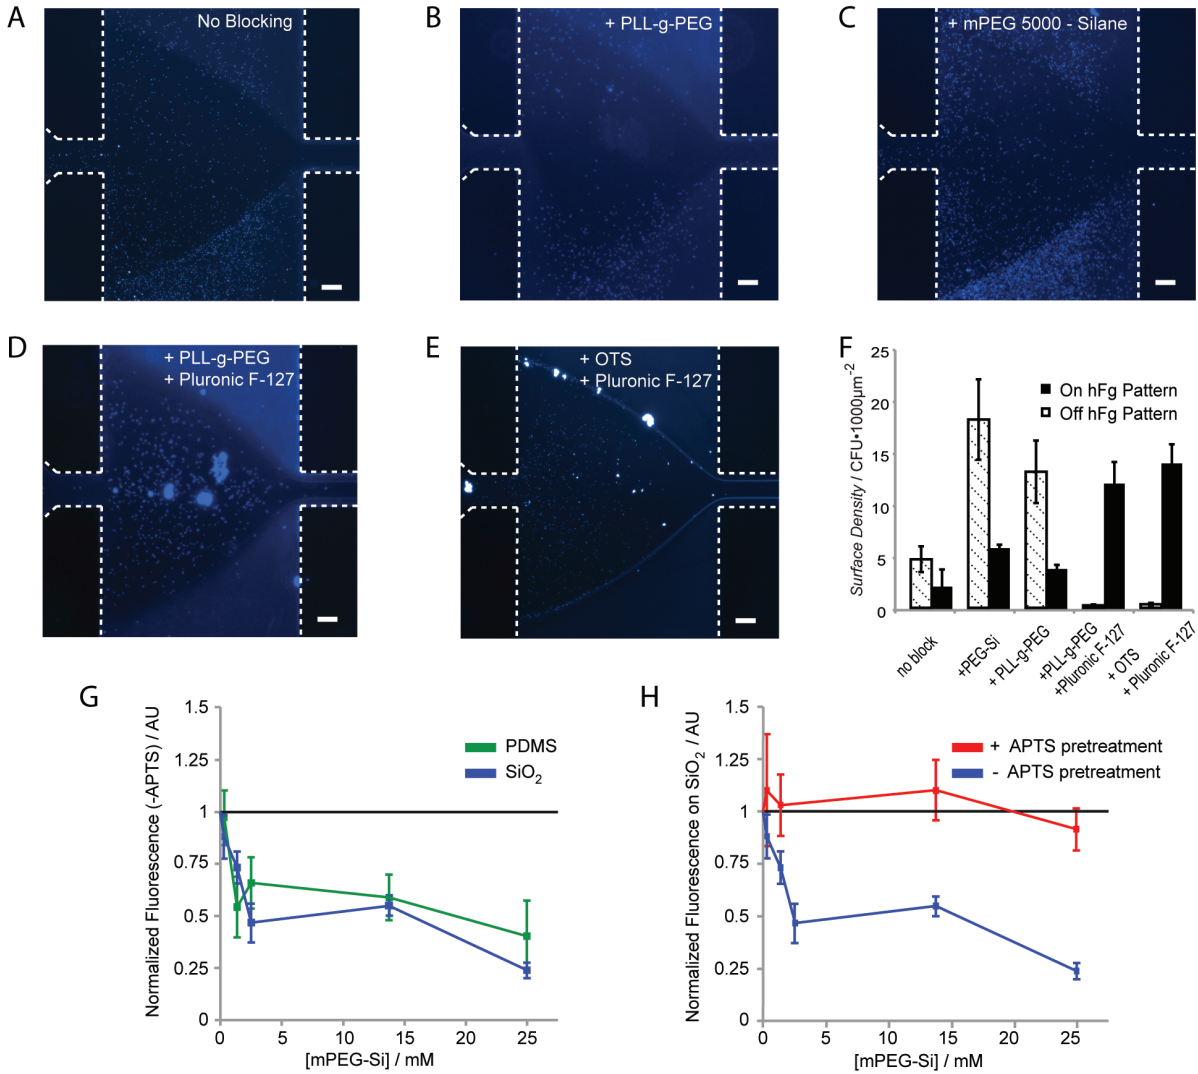 A
No Blocking
B
+ PLL-g-PEG
C
+ mPEG 5000 - Silane
D
+ PLL-g-PEG
+ Pluronic F-127
E
+ OTS
+ Pluronic F-127
F
Surface Density / CFU•1000µm⁻²
25
20
15
10
5
0
On hFg Pattern
Off hFg Pattern
no block
+PEG-Si
+ PLL-g-PEG
+PLL-g-PEG
+Pluronic F-127
+ OTS
+ Pluronic F-127
G
Normalized Fluorescence (-APTS) / AU
1.5
1.25
1
0.75
0.5
0.25
0
PDMS
SiO₂
0 5 10 15 20 25
[mPEG-Si] / mM
H
Normalized Fluorescence on SiO₂ / AU
1.5
1.25
1
0.75
0.5
0.25
0
+ APTS pretreatment
- APTS pretreatment
0 5 10 15 20 25
[mPEG-Si] / mM